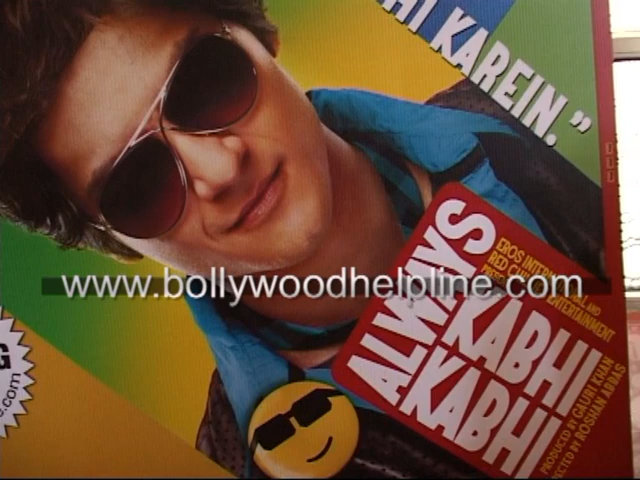 HI KAREIN."
ALWAYS
KABHI
KABHI
EROS INTERNATIONAL AND
RED CHILLIES ENTERTAINMENT
PRODUCED BY GAURI KHAN
DIRECTED BY ROSHAN ABBAS
www.bollywoodhelpline.com
G
.com